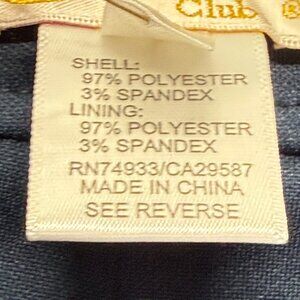 Club ®
SHELL:
97% POLYESTER
3% SPANDEX
LINING:
97% POLYESTER
3% SPANDEX
RN74933/CA29587
MADE IN CHINA
SEE REVERSE